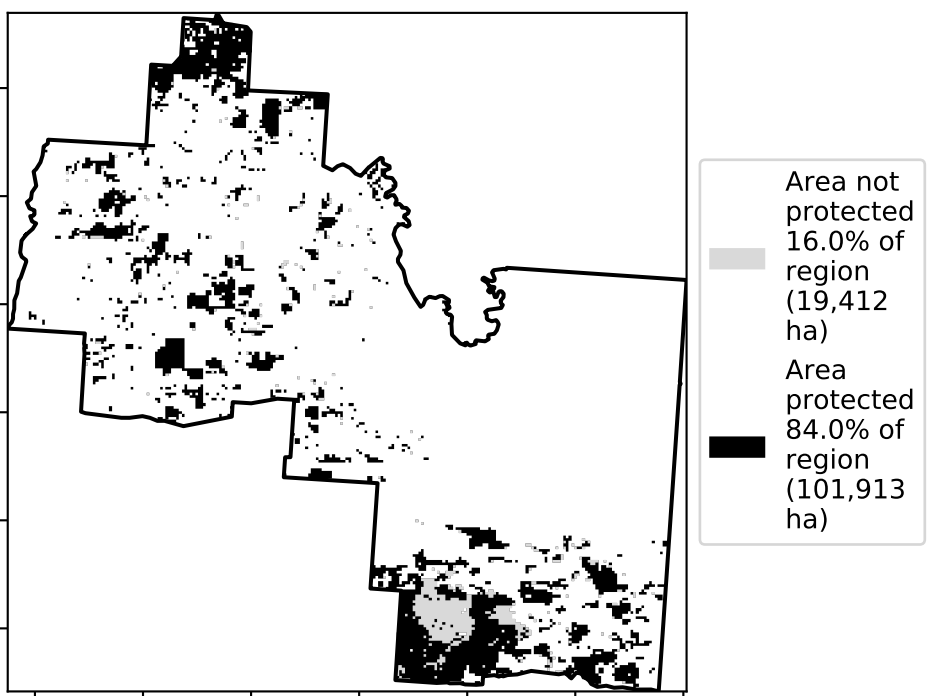 Area not
protected
16.0% of
region
(19,412
ha)
Area
protected
84.0% of
region
(101,913
ha)